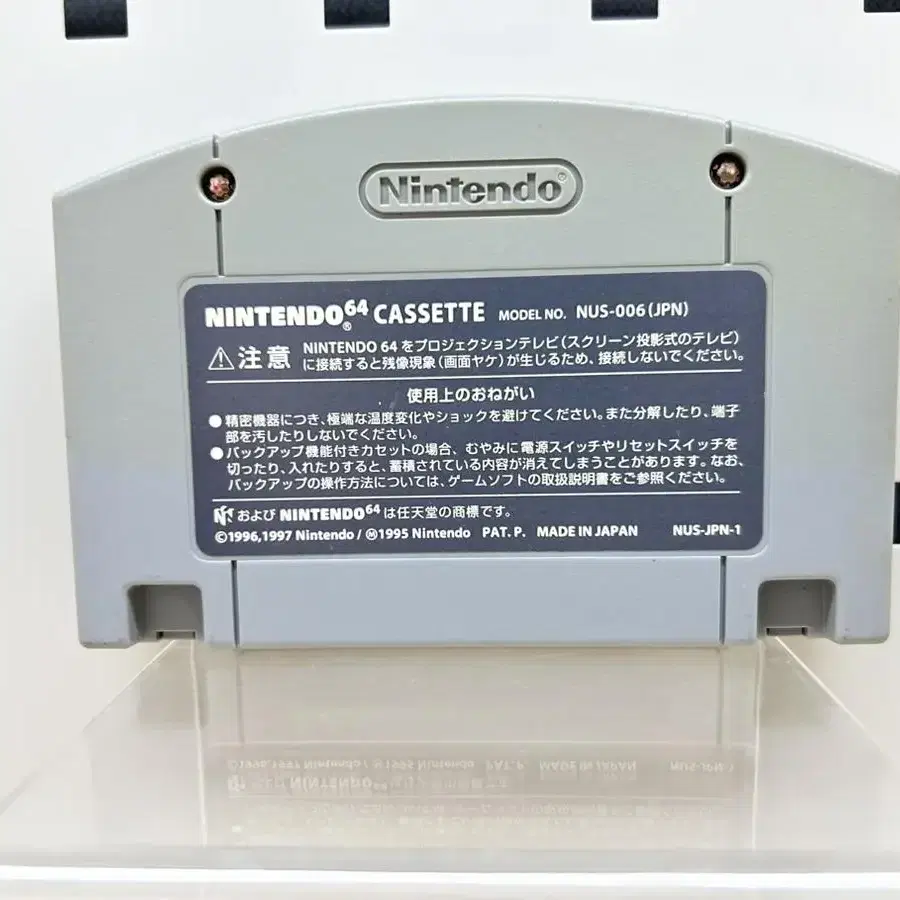 Nintendo®
NINTENDO64® CASSETTE MODEL NO. NUS-006(JPN)
⚠注意 NINTENDO 64をプロジェクションテレビ(スクリーン投影式のテレビ)
に接続すると残像現象(画面ヤケ)が生じるため、接続しないでください。
使用上のおねがい
●精密機器につき、極端な温度変化やショックを避けてください。また分解したり、端子
部を汚したりしないでください。
●バックアップ機能付きカセットの場合、むやみに電源スイッチやリセットスイッチを
切ったり、入れたりすると、蓄積されている内容が消えてしまうことがあります。なお、
バックアップの操作方法については、ゲームソフトの取扱説明書をご参照ください。
および NINTENDO64は任天堂の商標です。
©1996,1997 Nintendo / Ⓜ1995 Nintendo PAT. P. MADE IN JAPAN NUS-JPN-1